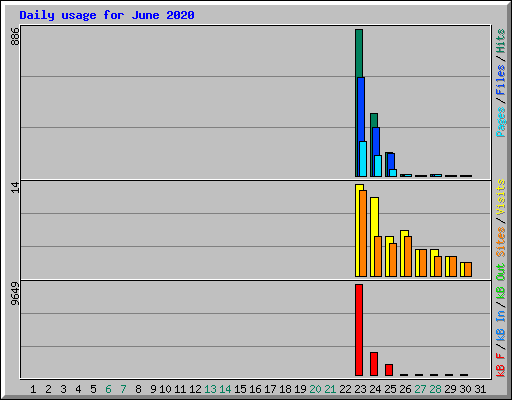 Daily usage for June 2020
886
Pages / Files / Hits
14
Sites / Visits
9649
kB F / kB In / kB Out
1 2 3 4 5 6 7 8 9 10 11 12 13 14 15 16 17 18 19 20 21 22 23 24 25 26 27 28 29 30 31